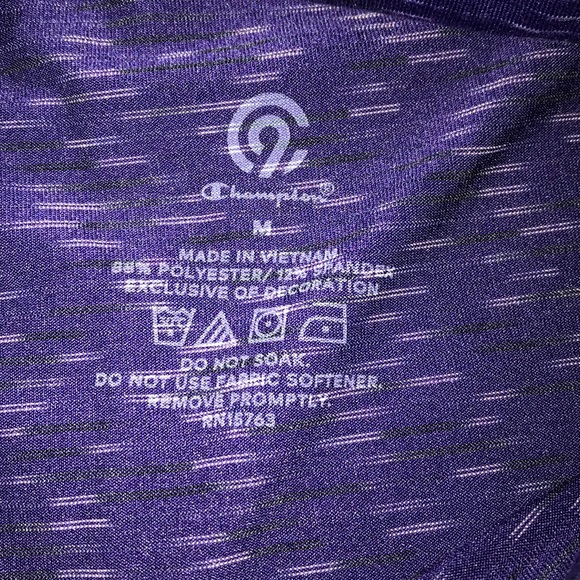 C9
Champion®
M
MADE IN VIETNAM
88% POLYESTER/ 12% SPANDEX
EXCLUSIVE OF DECORATION
DO NOT SOAK.
DO NOT USE FABRIC SOFTENER.
REMOVE PROMPTLY.
RN15763